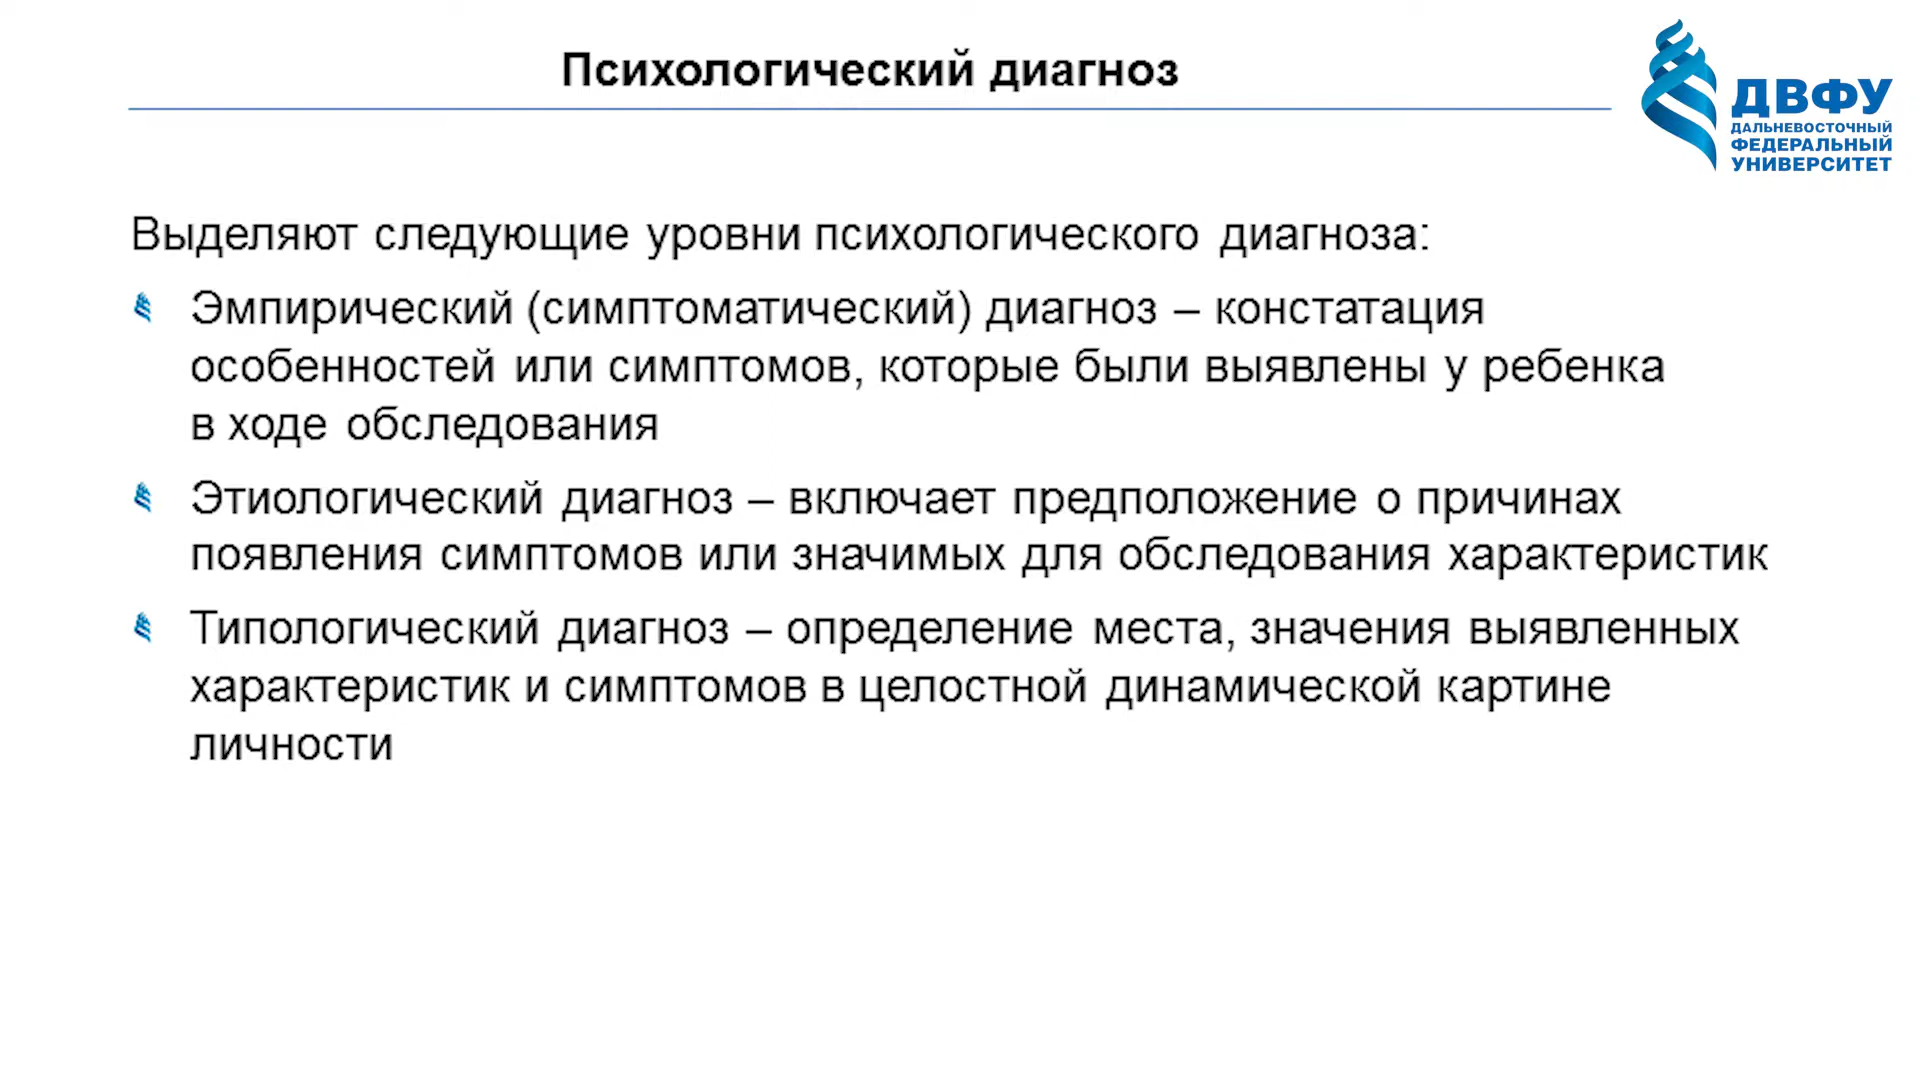 Психологический диагноз
ДВФУ
ДАЛЬНЕВОСТОЧНЫЙ
ФЕДЕРАЛЬНЫЙ
УНИВЕРСИТЕТ
Выделяют следующие уровни психологического диагноза:
Эмпирический (симптоматический) диагноз – констатация
особенностей или симптомов, которые были выявлены у ребенка
в ходе обследования
Этиологический диагноз – включает предположение о причинах
появления симптомов или значимых для обследования характеристик
Типологический диагноз – определение места, значения выявленных
характеристик и симптомов в целостной динамической картине
личности